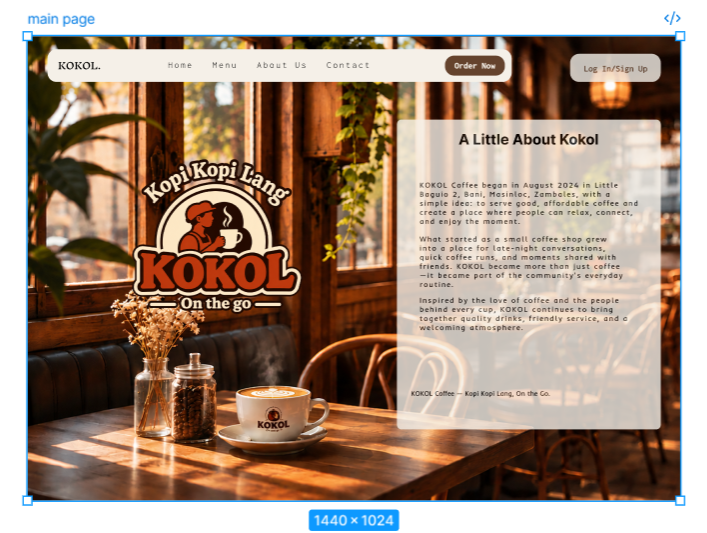 main page
</>
KOKOL.
Home Menu About Us Contact
Order Now
Log In/Sign Up
A Little About Kokol
KOKOL Coffee began in August 2024 in Little
Baguio 2, Bani, Masinloc, Zambales, with a
simple idea: to serve good, affordable coffee and
create a place where people can relax, connect,
and enjoy the moment.
What started as a small coffee shop grew
into a place for late-night conversations,
quick coffee runs, and moments shared with
friends. KOKOL became more than just coffee
—it became part of the community's everyday
routine.
Inspired by the love of coffee and the people
behind every cup, KOKOL continues to bring
together quality drinks, friendly service, and a
welcoming atmosphere.
KOKOL Coffee — Kopi Kopi Lang, On the Go.
Kopi Kopi Lang
KOKOL
On the go
KOKOL
1440 × 1024